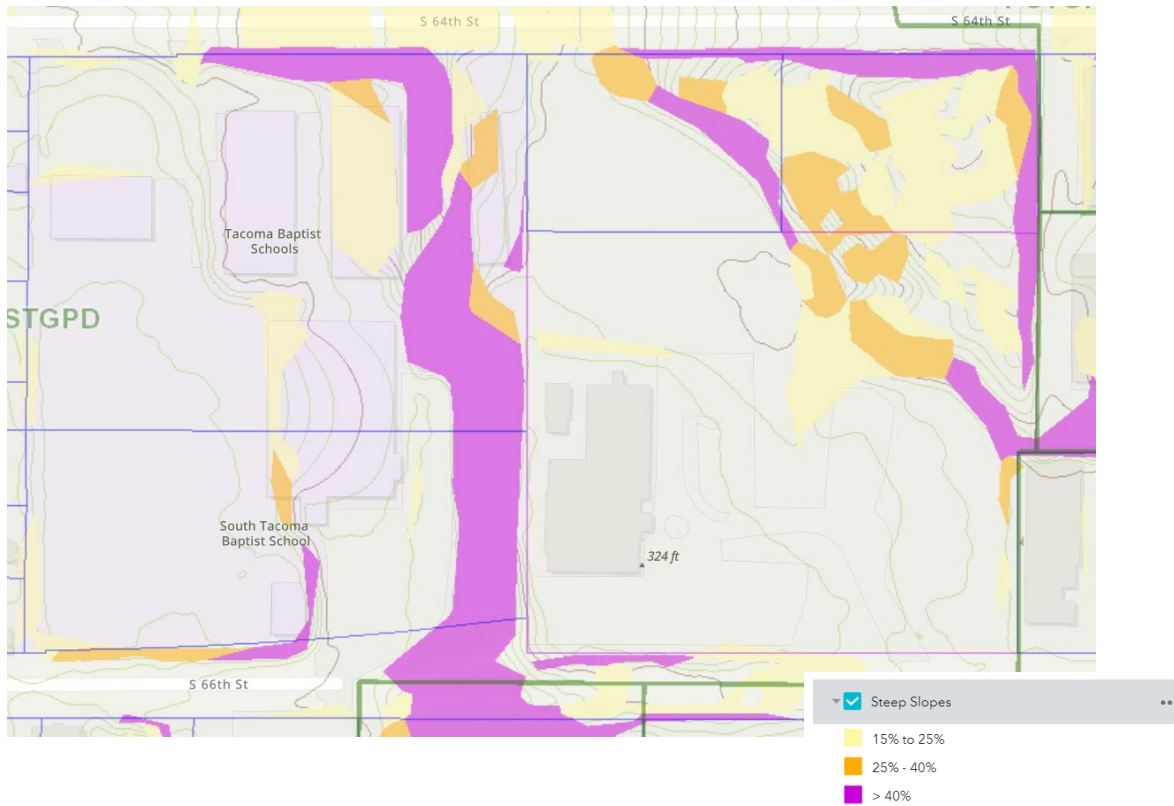 S 64th St
S 64th St
Tacoma Baptist
Schools
STGPD
South Tacoma
Baptist School
324 ft
S 66th St
Steep Slopes
15% to 25%
25% - 40%
> 40%